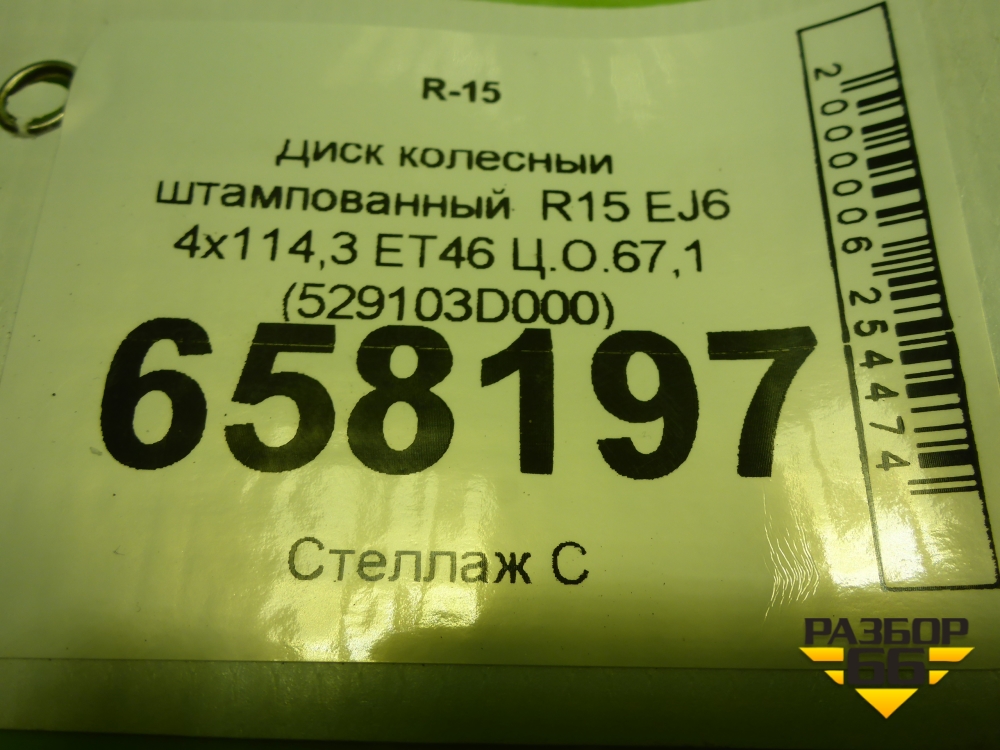 R-15
Диск колесный
штампованный R15 EJ6
4x114,3 ET46 Ц.О.67,1
(529103D000)
658197
Стеллаж С
2000006254474
РАЗБОР
66